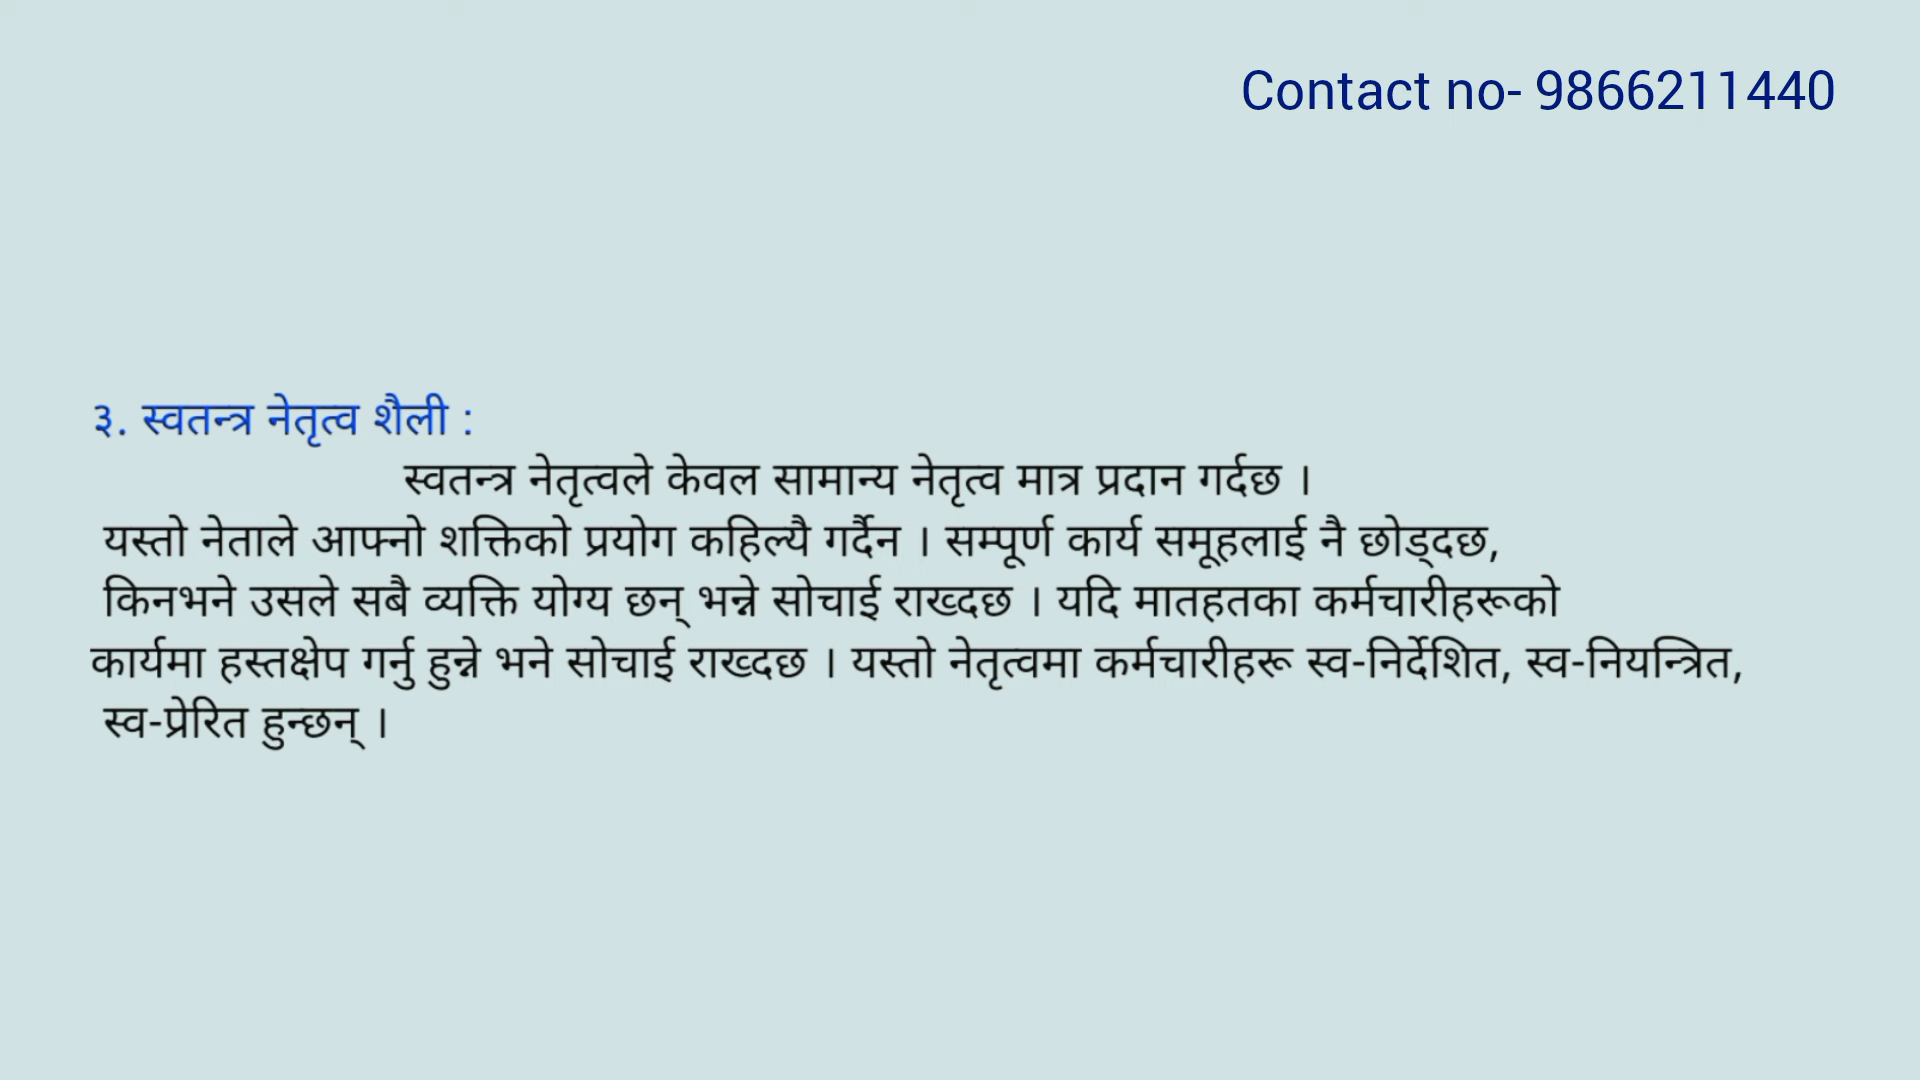 Contact no- 9866211440
३. स्वतन्त्र नेतृत्व शैली :
स्वतन्त्र नेतृत्वले केवल सामान्य नेतृत्व मात्र प्रदान गर्दछ ।
यस्तो नेताले आफ्नो शक्तिको प्रयोग कहिल्यै गर्दैन । सम्पूर्ण कार्य समूहलाई नै छोड्दछ,
किनभने उसले सबै व्यक्ति योग्य छन् भन्ने सोचाई राख्दछ । यदि मातहतका कर्मचारीहरूको
कार्यमा हस्तक्षेप गर्नु हुन्ने भने सोचाई राख्दछ । यस्तो नेतृत्वमा कर्मचारीहरू स्व-निर्देशित, स्व-नियन्त्रित,
स्व-प्रेरित हुन्छन् ।